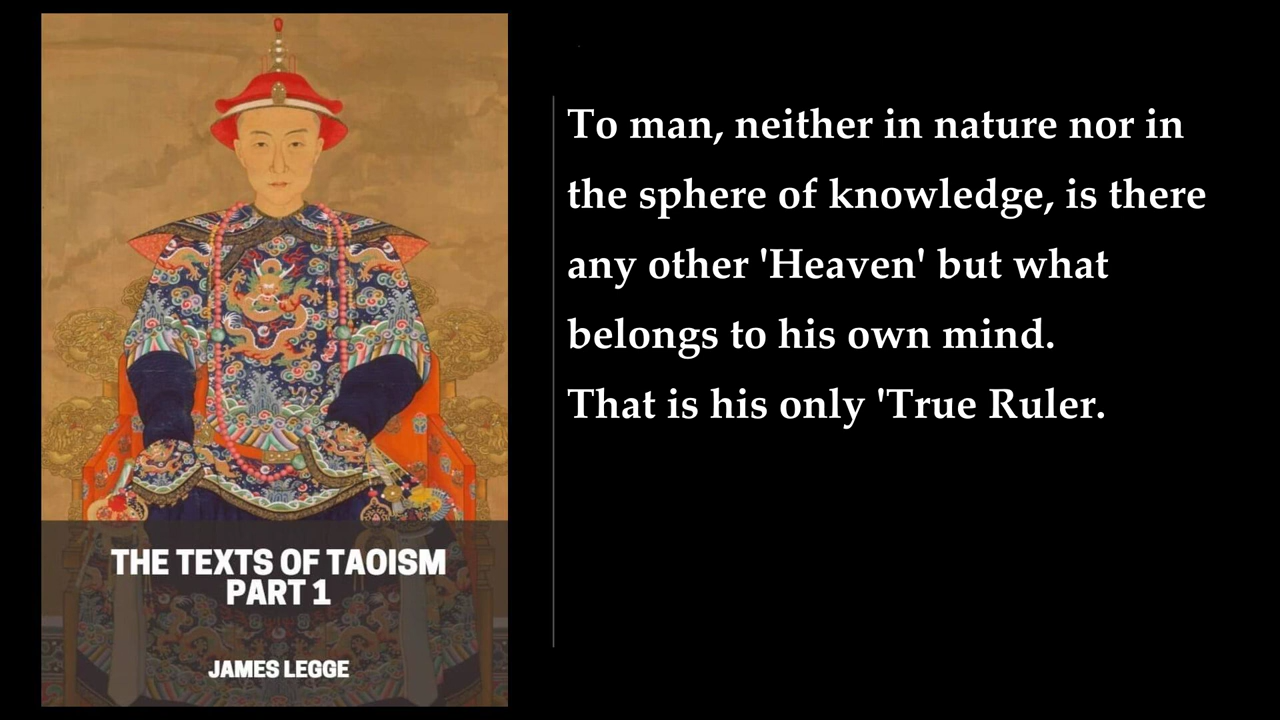 THE TEXTS OF TAOISM
PART 1
JAMES LEGGE
To man, neither in nature nor in
the sphere of knowledge, is there
any other 'Heaven' but what
belongs to his own mind.
That is his only 'True Ruler.